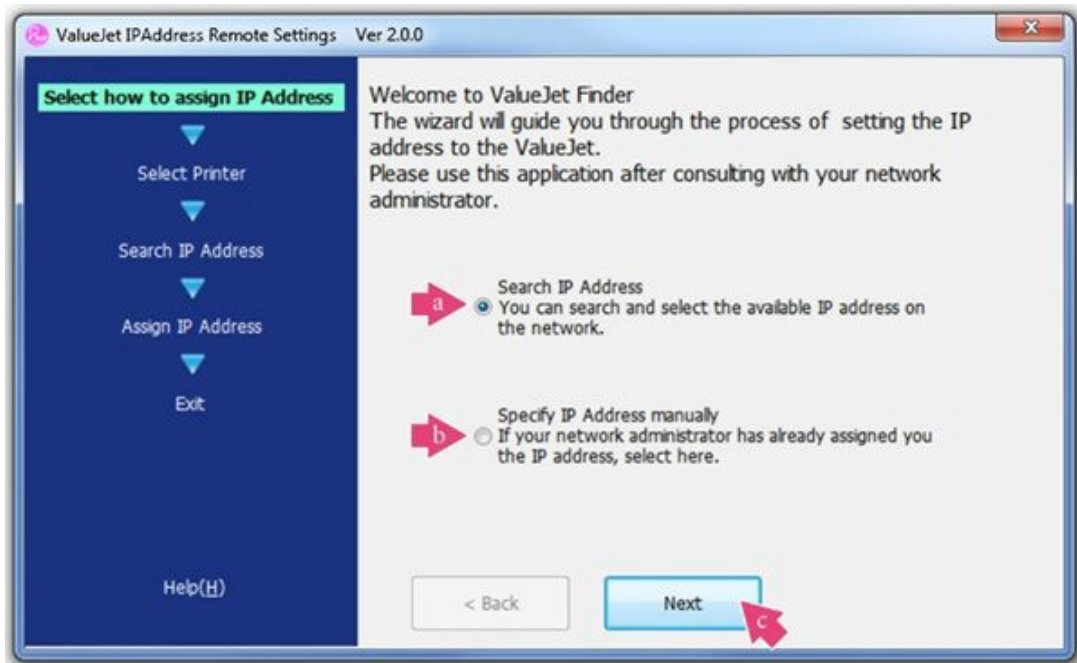 ValueJet IPAddress Remote Settings Ver 2.0.0
Select how to assign IP Address
Select Printer
Search IP Address
Assign IP Address
Exit
Help(H)
Welcome to ValueJet Finder
The wizard will guide you through the process of setting the IP
address to the ValueJet.
Please use this application after consulting with your network
administrator.
a
Search IP Address
You can search and select the available IP address on
the network.
b
Specify IP Address manually
If your network administrator has already assigned you
the IP address, select here.
< Back
Next
c